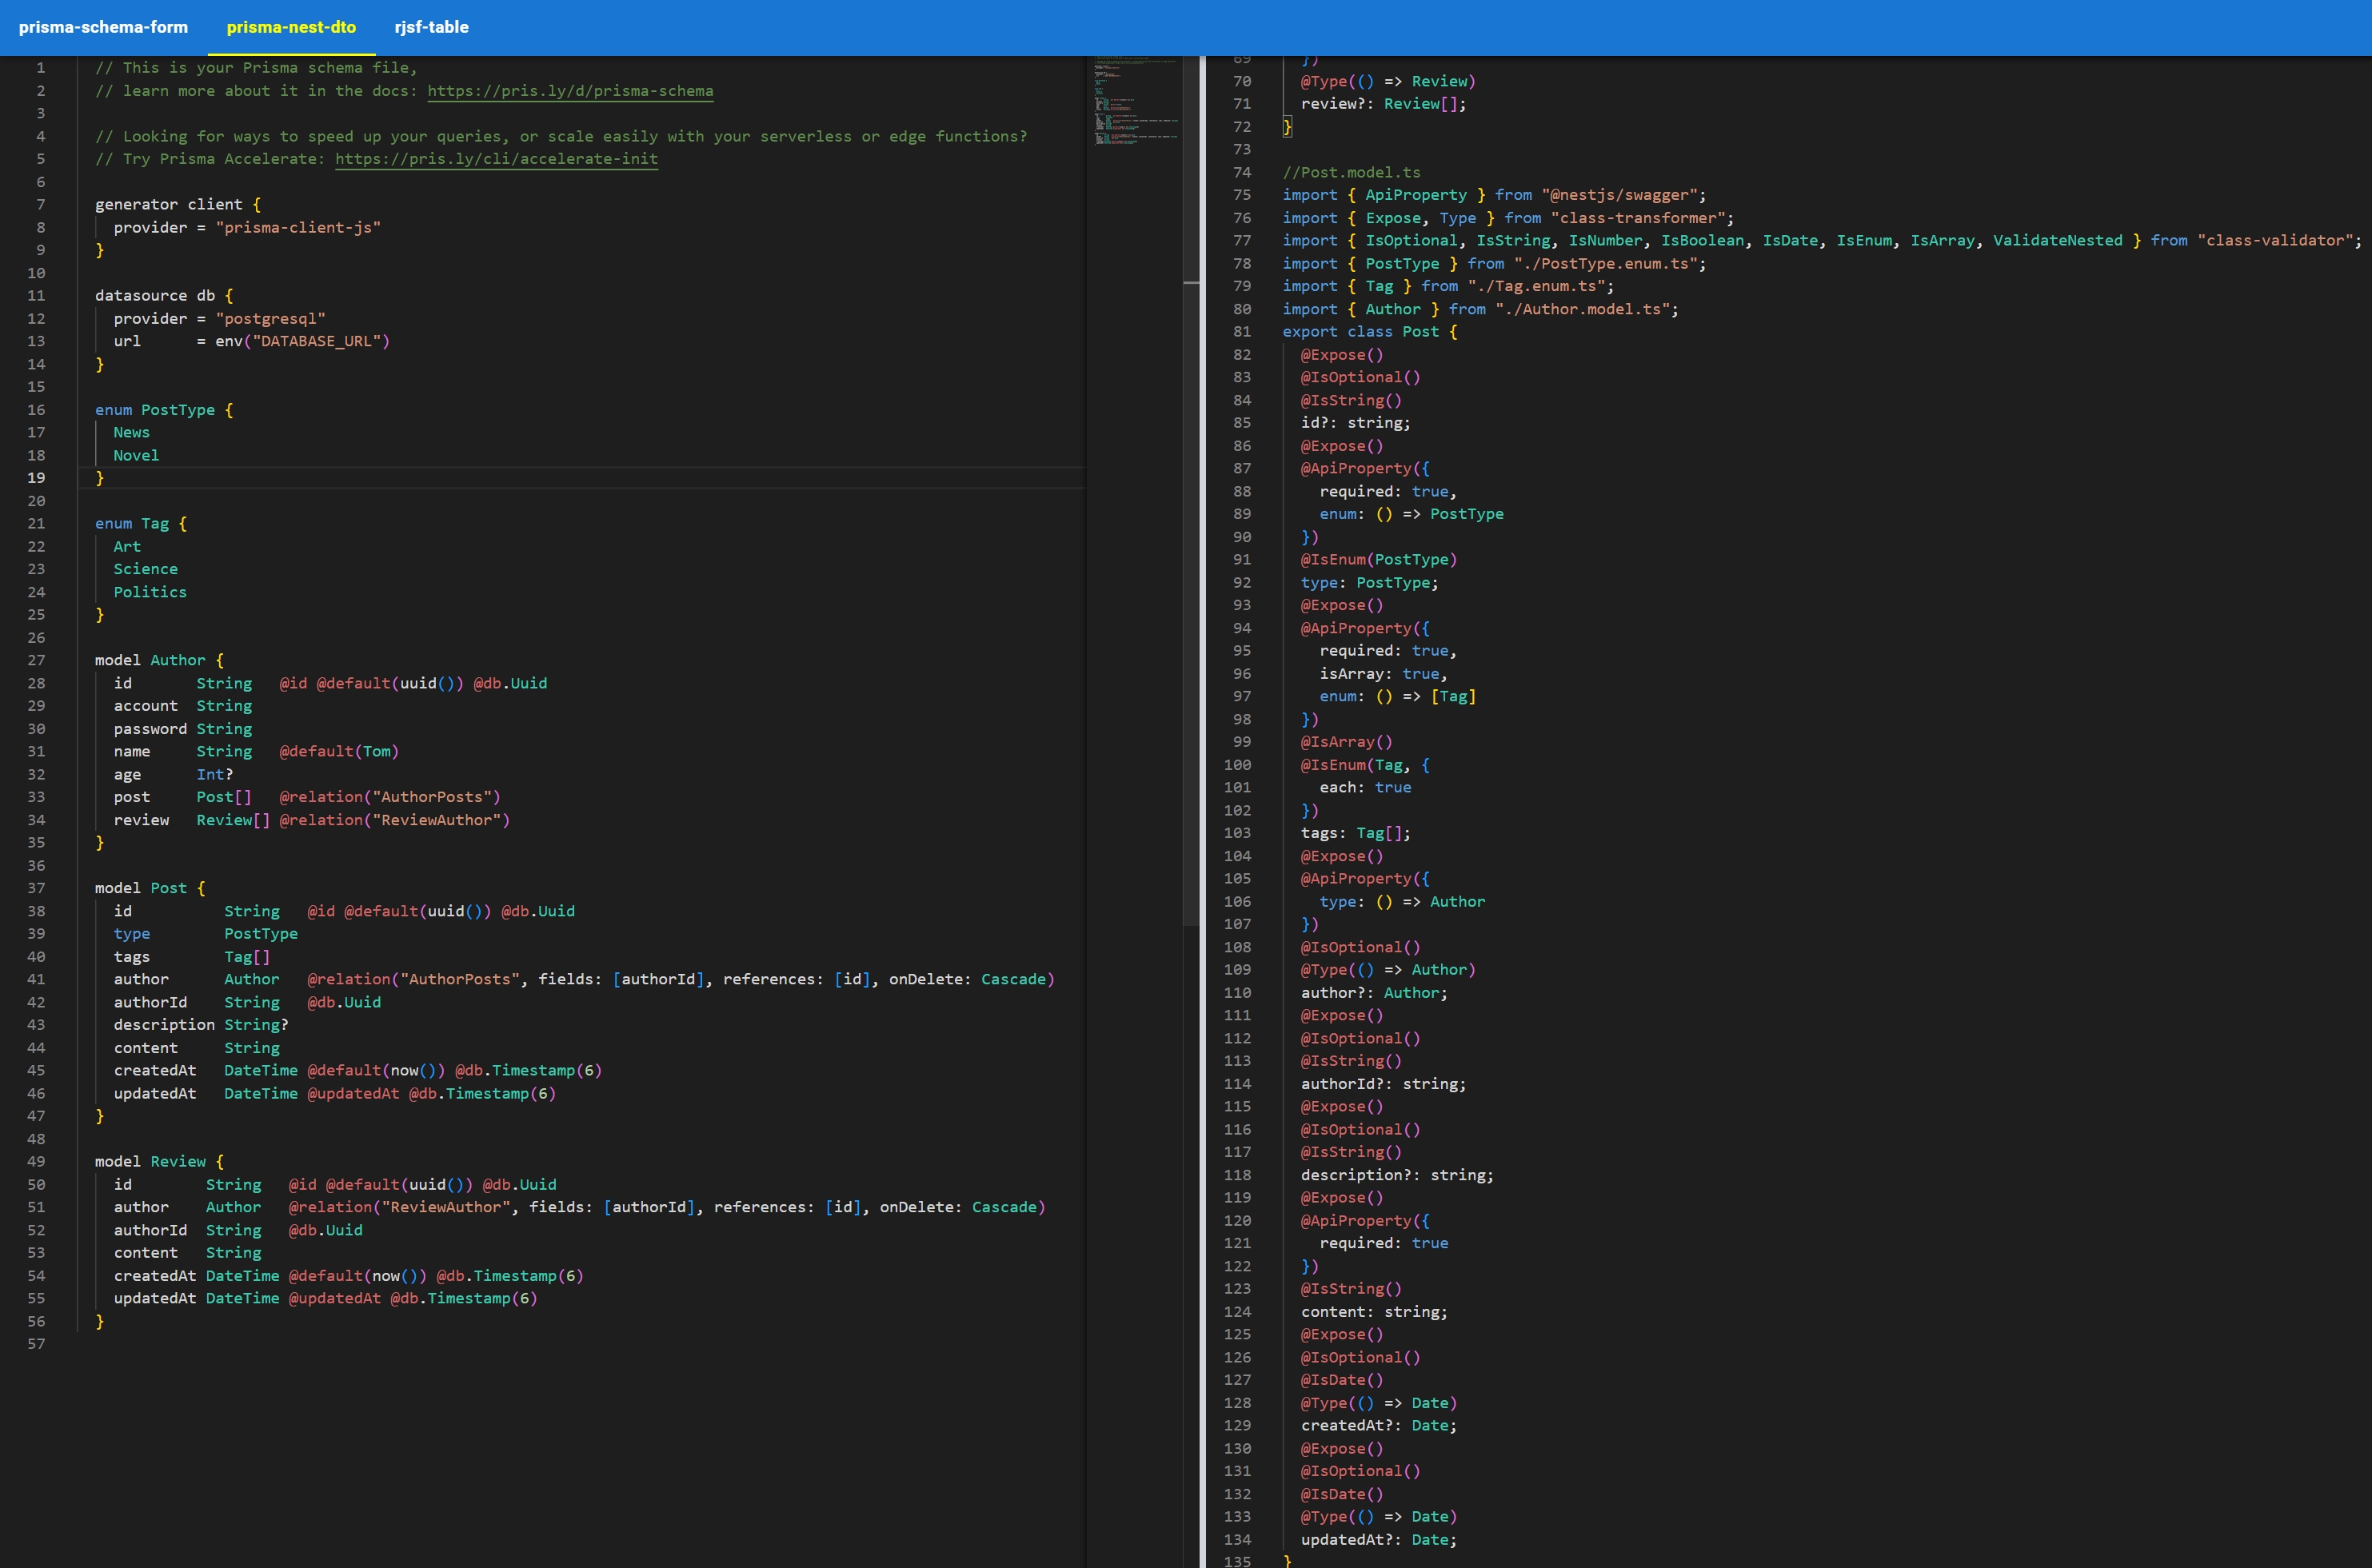 prisma-schema-form prisma-nest-dto rjsf-table
1 // This is your Prisma schema file,
2 // learn more about it in the docs: https://pris.ly/d/prisma-schema
3
4 // Looking for ways to speed up your queries, or scale easily with your serverless or edge functions?
5 // Try Prisma Accelerate: https://pris.ly/cli/accelerate-init
6
7 generator client {
8   provider = "prisma-client-js"
9 }
10
11 datasource db {
12   provider = "postgresql"
13   url      = env("DATABASE_URL")
14 }
15
16 enum PostType {
17   News
18   Novel
19 }
20
21 enum Tag {
22   Art
23   Science
24   Politics
25 }
26
27 model Author {
28   id       String   @id @default(uuid()) @db.Uuid
29   account  String
30   password String
31   name     String   @default(Tom)
32   age      Int?
33   post     Post[]   @relation("AuthorPosts")
34   review   Review[] @relation("ReviewAuthor")
35 }
36
37 model Post {
38   id          String   @id @default(uuid()) @db.Uuid
39   type        PostType
40   tags        Tag[]
41   author      Author   @relation("AuthorPosts", fields: [authorId], references: [id], onDelete: Cascade)
42   authorId    String   @db.Uuid
43   description String?
44   content     String
45   createdAt   DateTime @default(now()) @db.Timestamp(6)
46   updatedAt   DateTime @updatedAt @db.Timestamp(6)
47 }
48
49 model Review {
50   id        String   @id @default(uuid()) @db.Uuid
51   author    Author   @relation("ReviewAuthor", fields: [authorId], references: [id], onDelete: Cascade)
52   authorId  String   @db.Uuid
53   content   String
54   createdAt DateTime @default(now()) @db.Timestamp(6)
55   updatedAt DateTime @updatedAt @db.Timestamp(6)
56 }
57
69   })
70   @Type(() => Review)
71   review?: Review[];
72 }
73
74 //Post.model.ts
75 import { ApiProperty } from "@nestjs/swagger";
76 import { Expose, Type } from "class-transformer";
77 import { IsOptional, IsString, IsNumber, IsBoolean, IsDate, IsEnum, IsArray, ValidateNested } from "class-validator";
78 import { PostType } from "./PostType.enum.ts";
79 import { Tag } from "./Tag.enum.ts";
80 import { Author } from "./Author.model.ts";
81 export class Post {
82   @Expose()
83   @IsOptional()
84   @IsString()
85   id?: string;
86   @Expose()
87   @ApiProperty({
88     required: true,
89     enum: () => PostType
90   })
91   @IsEnum(PostType)
92   type: PostType;
93   @Expose()
94   @ApiProperty({
95     required: true,
96     isArray: true,
97     enum: () => [Tag]
98   })
99   @IsArray()
100   @IsEnum(Tag, {
101     each: true
102   })
103   tags: Tag[];
104   @Expose()
105   @ApiProperty({
106     type: () => Author
107   })
108   @IsOptional()
109   @Type(() => Author)
110   author?: Author;
111   @Expose()
112   @IsOptional()
113   @IsString()
114   authorId?: string;
115   @Expose()
116   @IsOptional()
117   @IsString()
118   description?: string;
119   @Expose()
120   @ApiProperty({
121     required: true
122   })
123   @IsString()
124   content: string;
125   @Expose()
126   @IsOptional()
127   @IsDate()
128   @Type(() => Date)
129   createdAt?: Date;
130   @Expose()
131   @IsOptional()
132   @IsDate()
133   @Type(() => Date)
134   updatedAt?: Date;
135 }